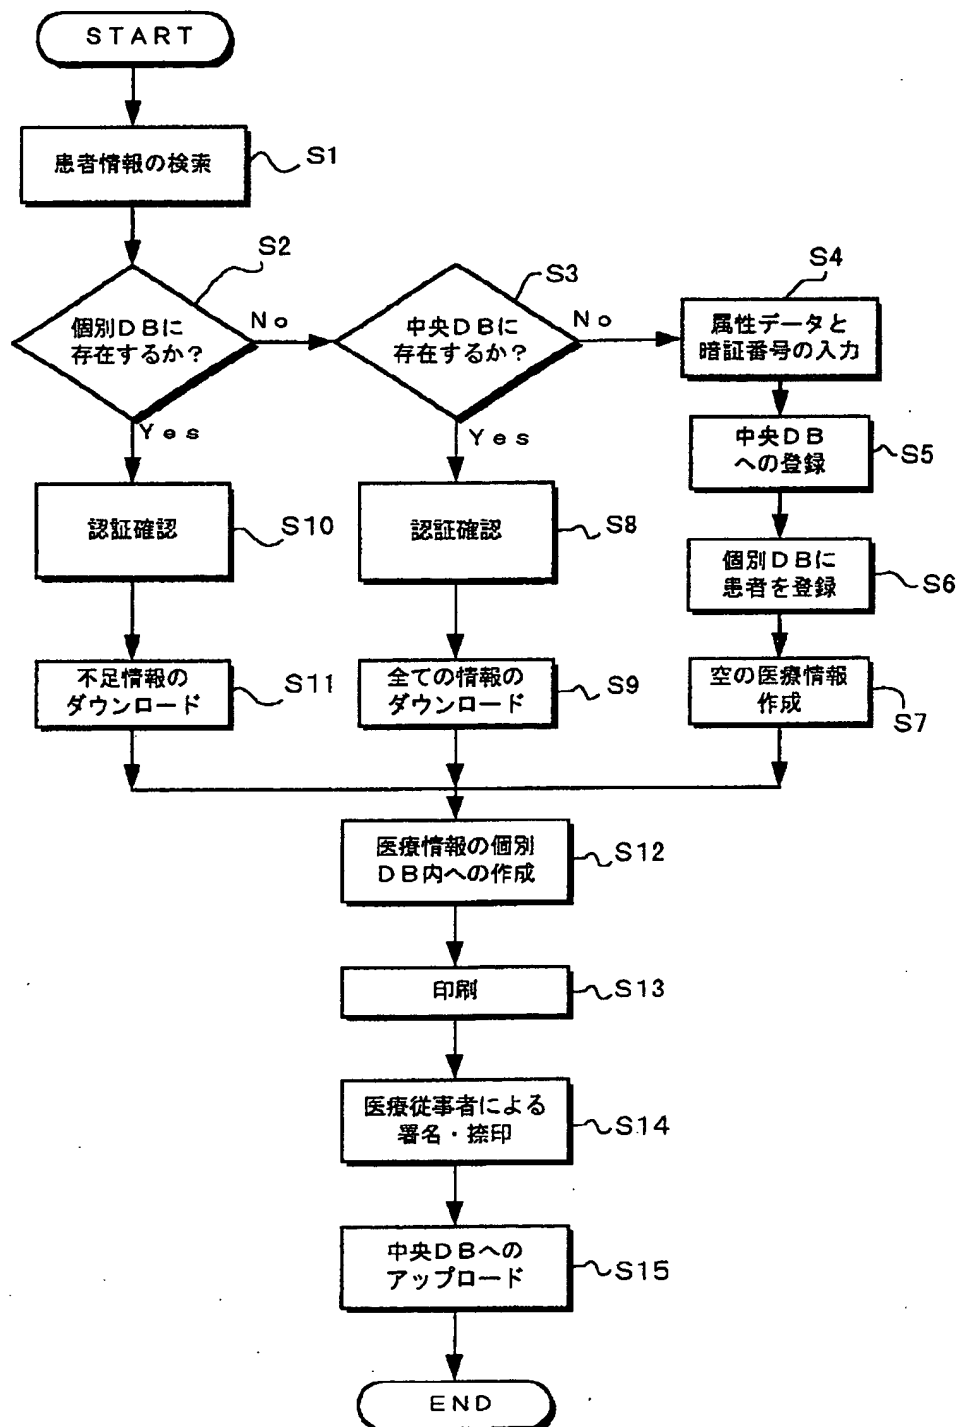 START
患者情報の検索
S1
個別DBに
存在するか?
S2
No
中央DBに
存在するか?
S3
No
属性データと
暗証番号の入力
S4
Yes
Yes
中央DB
への登録
S5
認証確認
S10
認証確認
S8
個別DBに
患者を登録
S6
不足情報の
ダウンロード
S11
全ての情報の
ダウンロード
S9
空の医療情報
作成
S7
医療情報の個別
DB内への作成
S12
印刷
S13
医療従事者による
署名・捺印
S14
中央DBへの
アップロード
S15
END